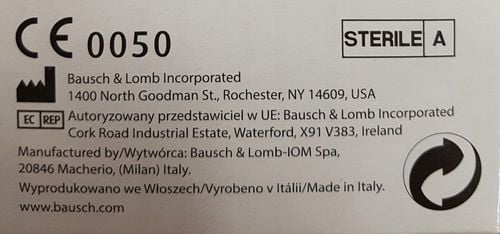 CE 0050
STERILE A
Bausch & Lomb Incorporated
1400 North Goodman St., Rochester, NY 14609, USA
EC REP Autoryzowany przedstawiciel w UE: Bausch & Lomb Incorporated
Cork Road Industrial Estate, Waterford, X91 V383, Ireland
Manufactured by/Wytwórca: Bausch & Lomb-IOM Spa,
20846 Macherio, (Milan) Italy.
Wyprodukowano we Włoszech/Vyrobeno v Itálii/Made in Italy.
www.bausch.com